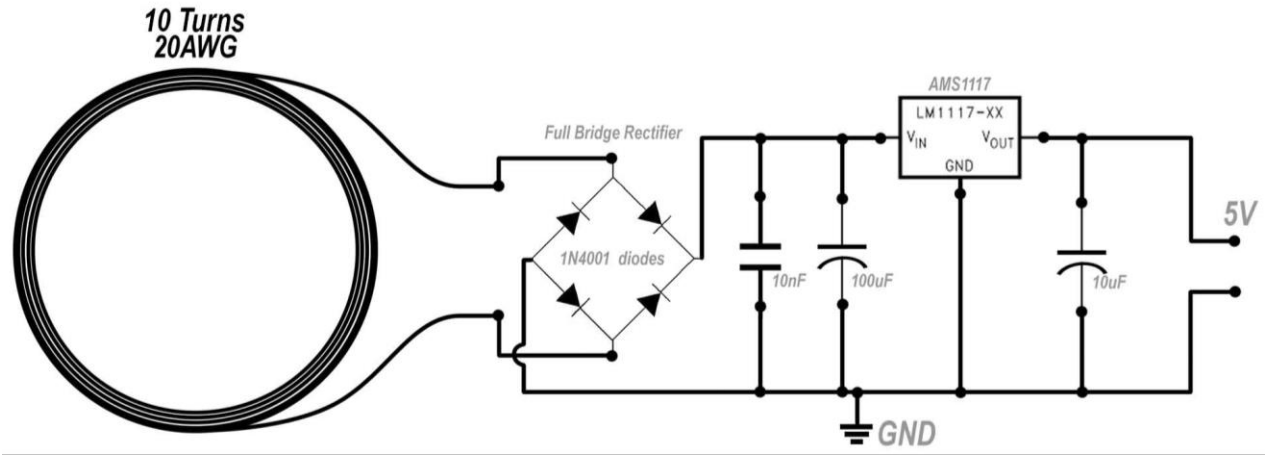 10 Turns
20AWG
AMS1117
LM1117-XX
Full Bridge Rectifier
VIN
VOUT
GND
5V
1N4001 diodes
10nF
100uF
10uF
GND